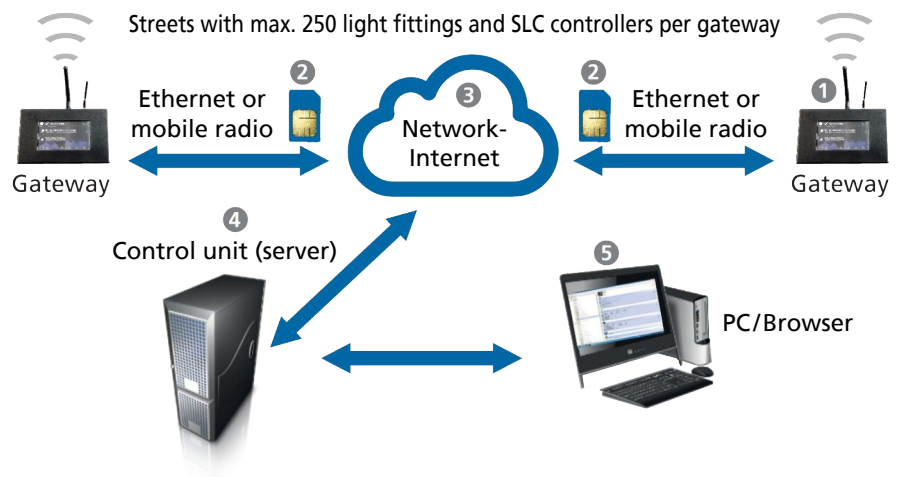 Streets with max. 250 light fittings and SLC controllers per gateway
2
3
2
1
Ethernet or
mobile radio
Network-
Internet
Ethernet or
mobile radio
Gateway
Gateway
4
Control unit (server)
5
PC/Browser